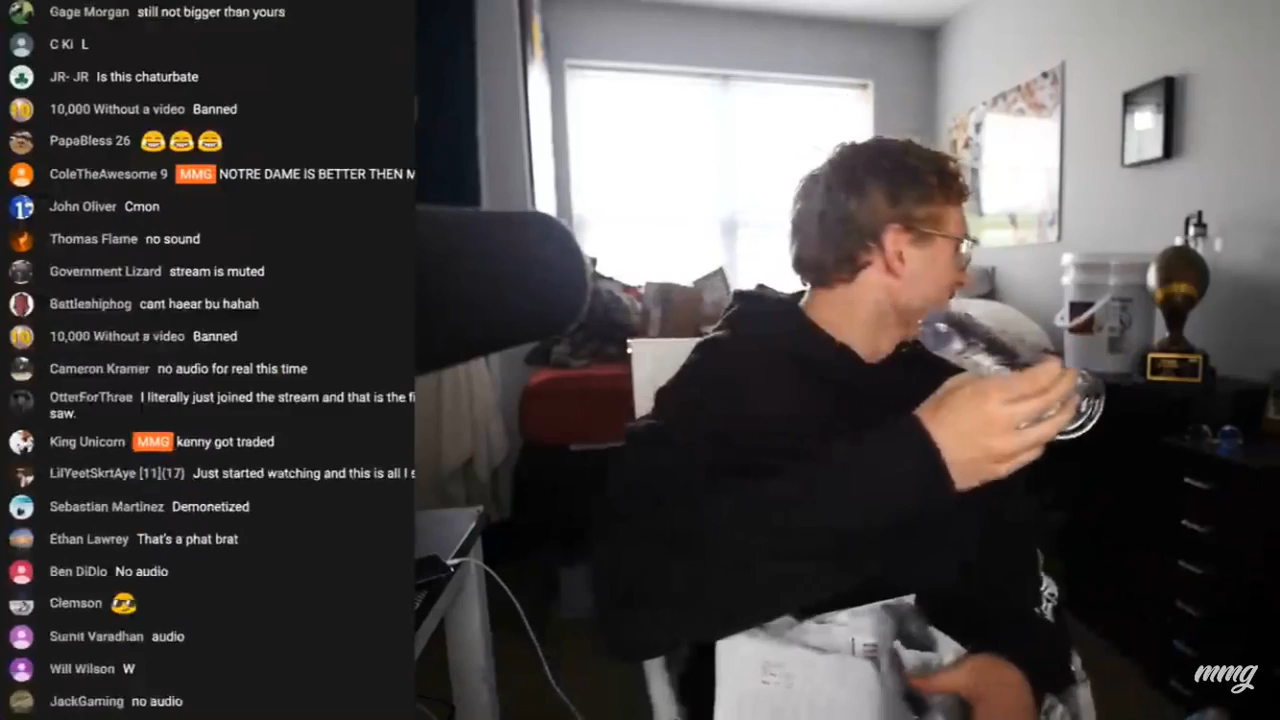 Gage Morgan still not bigger than yours
C Ki L
JR- JR Is this chaturbate
10,000 Without a video Banned
PapaBless 26 😂😂😂
ColeTheAwesome 9 MMG NOTRE DAME IS BETTER THEN M
John Oliver Cmon
Thomas Flame no sound
Government Lizard stream is muted
Battleshiphog cant haear bu hahah
10,000 Without a video Banned
Cameron Kramer no audio for real this time
OtterForThree I literally just joined the stream and that is the fi
saw.
King Unicorn MMG kenny got traded
LilYeetSkrtAye [11](17) Just started watching and this is all I s
Sebastian Martinez Demonetized
Ethan Lawrey That's a phat brat
Ben DiDio No audio
Clemson
Sumit Varadhan audio
Will Wilson W
JackGaming no audio
mmg